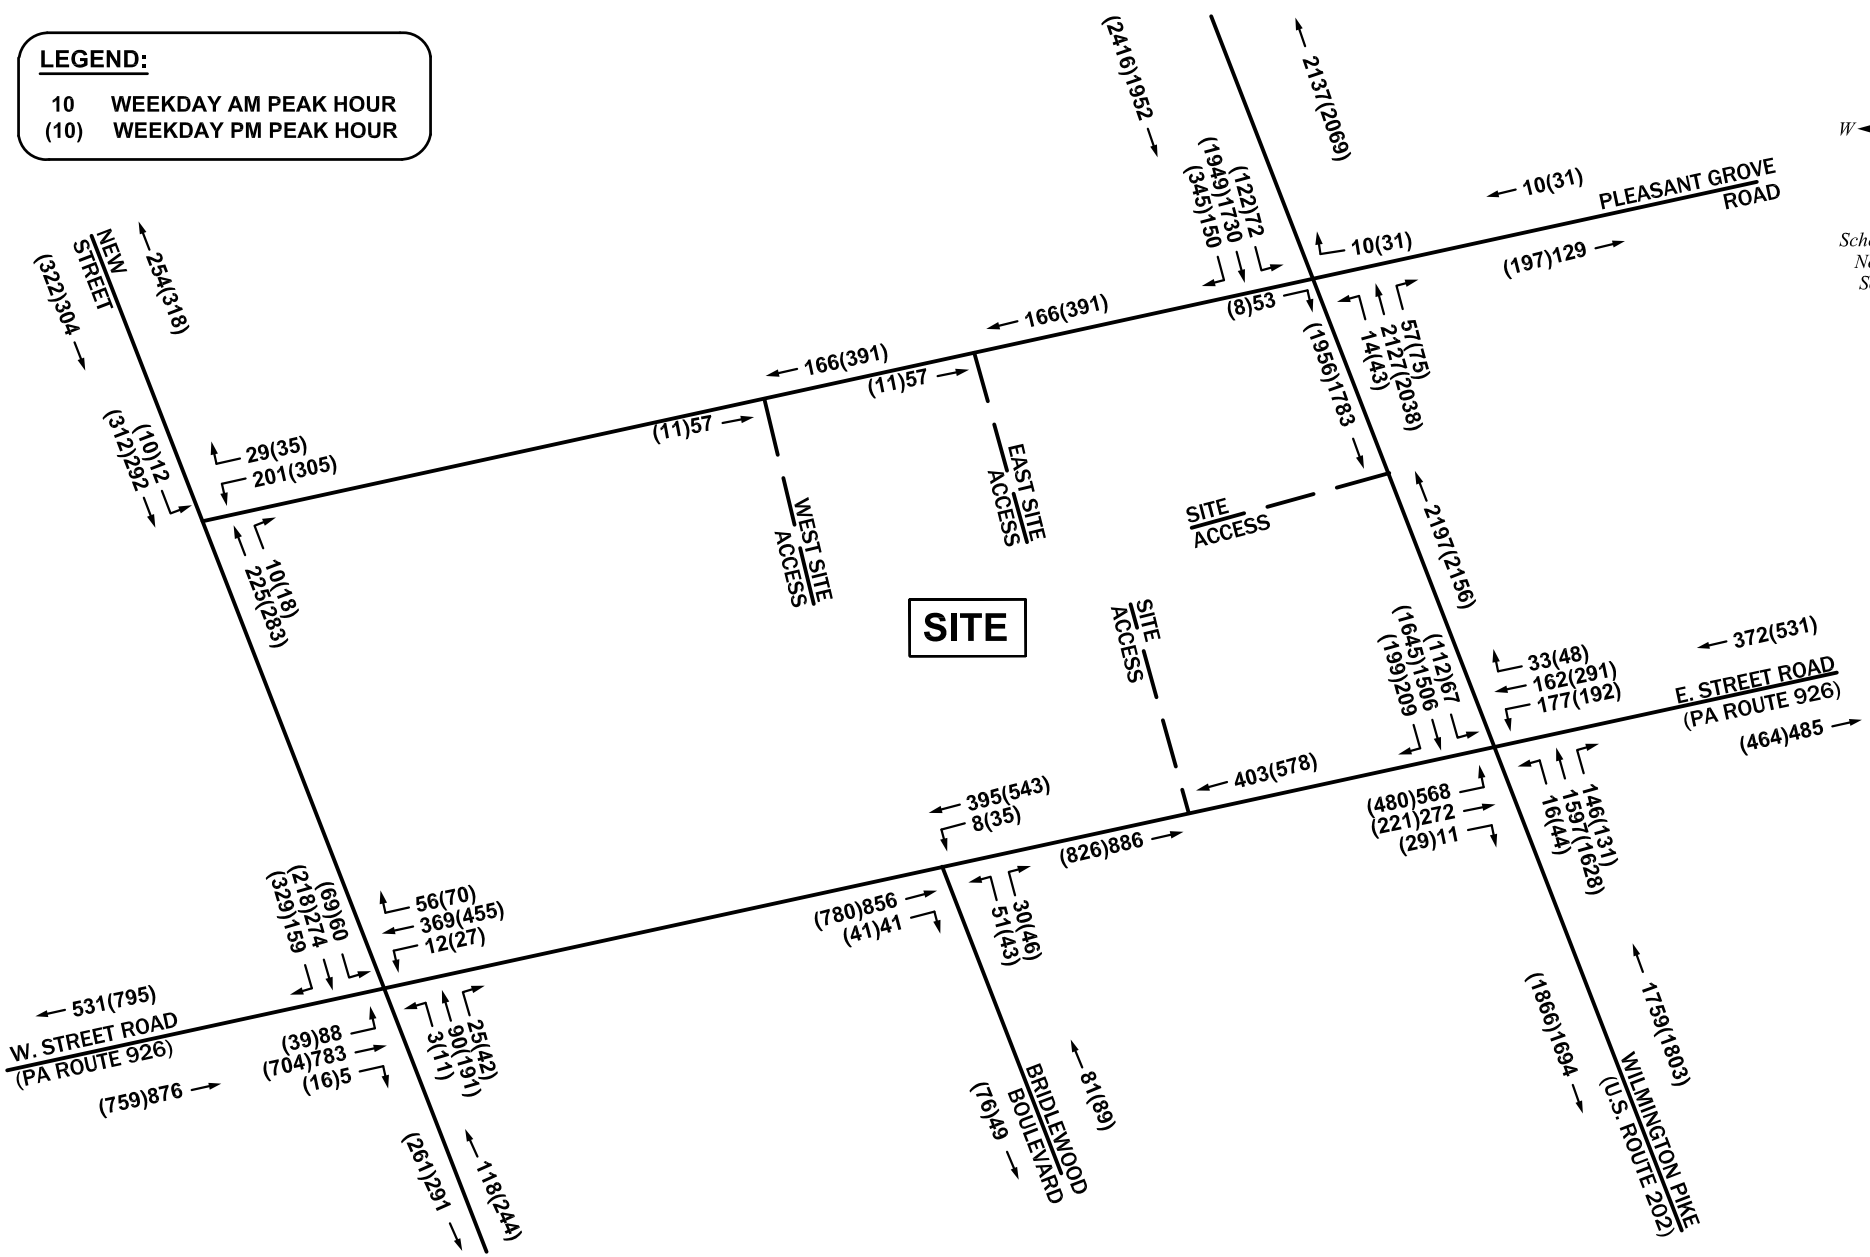 LEGEND:
10 WEEKDAY AM PEAK HOUR
(10) WEEKDAY PM PEAK HOUR
(2416)1952
2137(2069)
W
PLEASANT GROVE
ROAD
10(31)
(197)129
10(31)
(122)72
(1949)1730
(345)150
(8)53
57(75)
2127(2038)
14(43)
(1956)1783
NEW
STREET
254(318)
(322)304
166(391)
166(391)
(11)57
(11)57
(10)12
(312)292
29(35)
201(305)
10(18)
225(283)
WEST SITE
ACCESS
EAST SITE
ACCESS
SITE
ACCESS
2197(2156)
SITE
SITE
ACCESS
(112)67
(1645)1506
(199)209
33(48)
162(291)
177(192)
372(531)
E. STREET ROAD
(PA ROUTE 926)
(464)485
403(578)
395(543)
8(35)
(826)886
(480)568
(221)272
(29)11
146(131)
1597(1628)
16(44)
(69)60
(218)274
(329)159
56(70)
369(455)
12(27)
(780)856
(41)41
30(46)
51(43)
531(795)
W. STREET ROAD
(PA ROUTE 926)
(759)876
(39)88
(704)783
(16)5
25(42)
90(191)
3(11)
(261)291
118(244)
(76)49
81(89)
BRIDLEWOOD
BOULEVARD
(1866)1694
1759(1803)
WILMINGTON PIKE
(U.S. ROUTE 202)